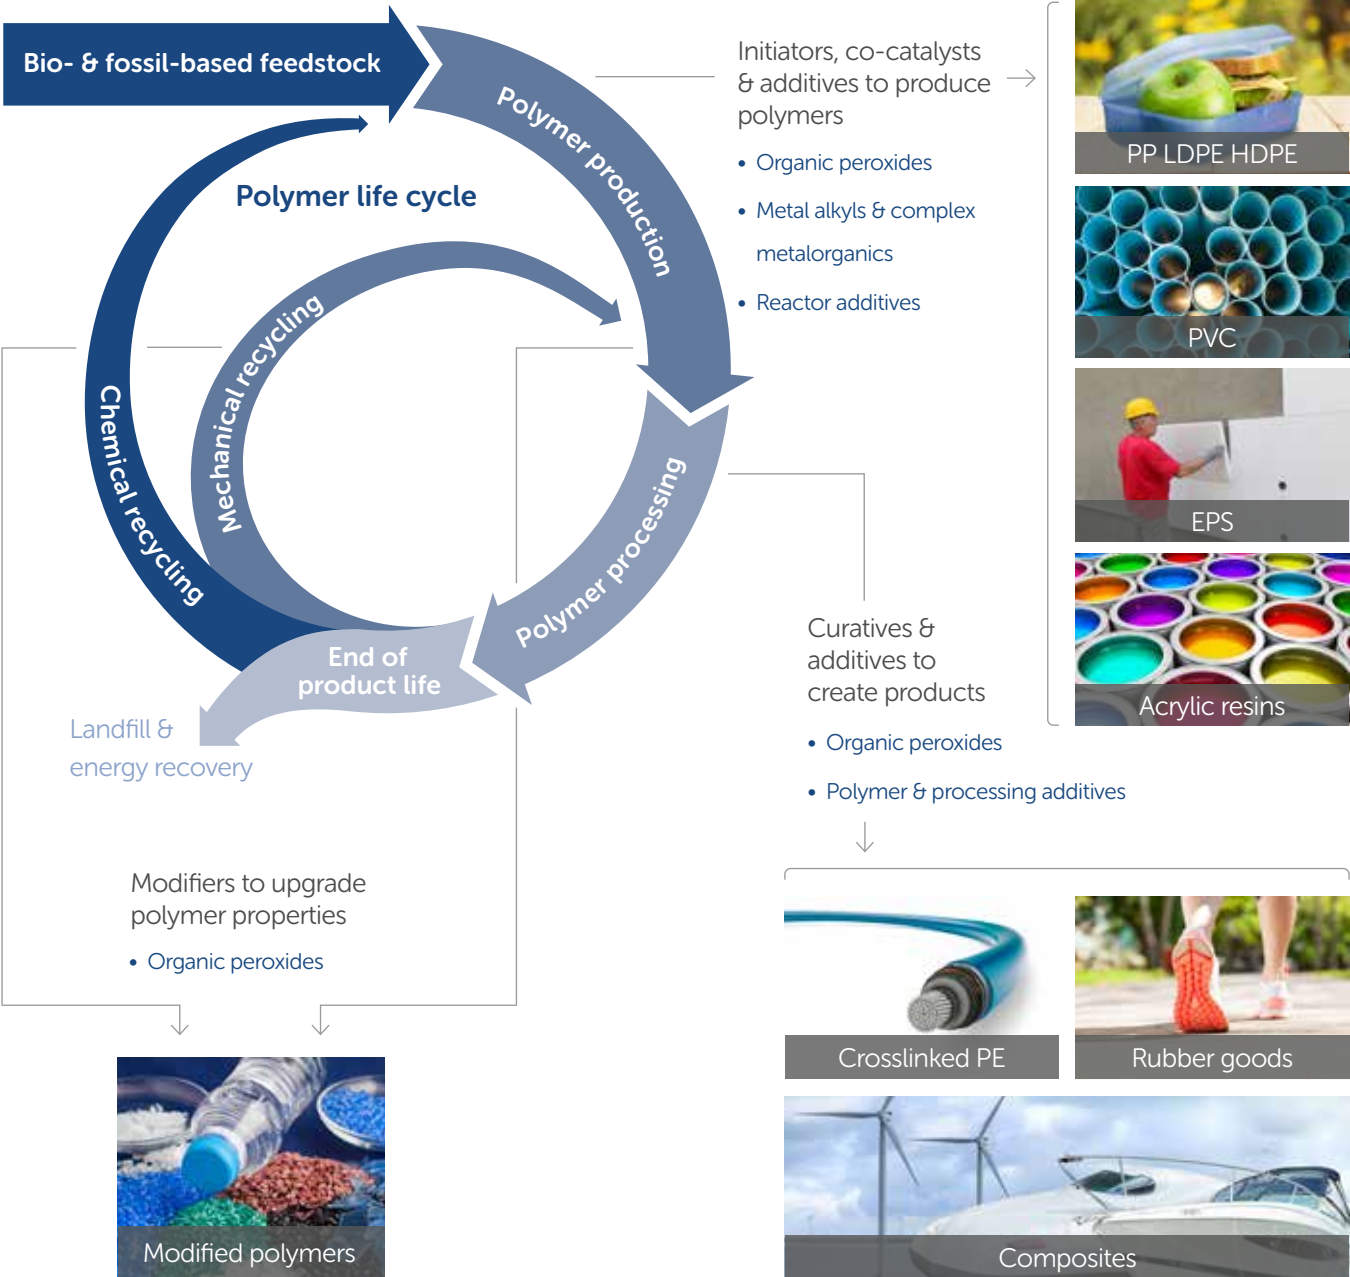 Bio- & fossil-based feedstock
Polymer production
Polymer life cycle
Mechanical recycling
Chemical recycling
Polymer processing
End of
product life
Landfill &
energy recovery
Initiators, co-catalysts
& additives to produce
polymers
• Organic peroxides
• Metal alkyls & complex
metalorganics
• Reactor additives
PP LDPE HDPE
PVC
EPS
Acrylic resins
Curatives &
additives to
create products
• Organic peroxides
• Polymer & processing additives
Crosslinked PE
Rubber goods
Composites
Modifiers to upgrade
polymer properties
• Organic peroxides
Modified polymers